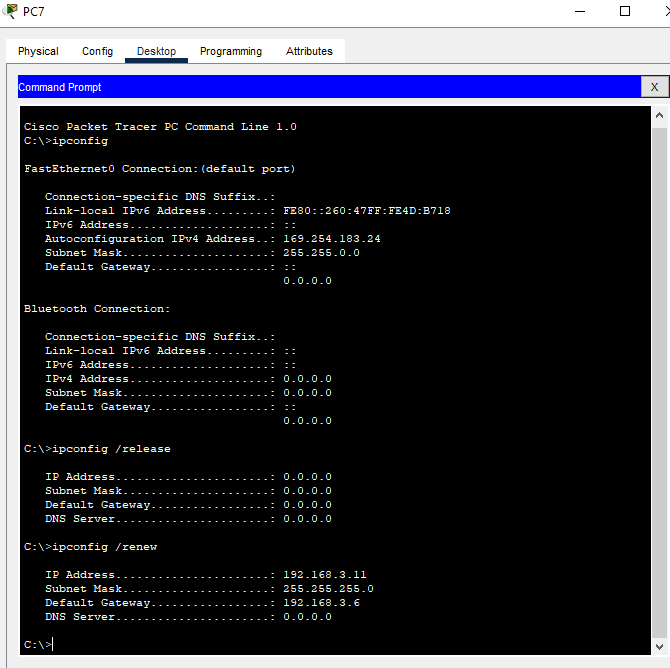 PC7
Physical Config Desktop Programming Attributes
Command Prompt
X
Cisco Packet Tracer PC Command Line 1.0
C:\>ipconfig
FastEthernet0 Connection:(default port)
Connection-specific DNS Suffix..:
Link-local IPv6 Address.........: FE80::260:47FF:FE4D:B718
IPv6 Address....................: ::
Autoconfiguration IPv4 Address..: 169.254.183.24
Subnet Mask.....................: 255.255.0.0
Default Gateway.................: ::
0.0.0.0
Bluetooth Connection:
Connection-specific DNS Suffix..:
Link-local IPv6 Address.........: ::
IPv6 Address....................: ::
IPv4 Address....................: 0.0.0.0
Subnet Mask.....................: 0.0.0.0
Default Gateway.................: ::
0.0.0.0
C:\>ipconfig /release
IP Address......................: 0.0.0.0
Subnet Mask.....................: 0.0.0.0
Default Gateway.................: 0.0.0.0
DNS Server......................: 0.0.0.0
C:\>ipconfig /renew
IP Address......................: 192.168.3.11
Subnet Mask.....................: 255.255.255.0
Default Gateway.................: 192.168.3.6
DNS Server......................: 0.0.0.0
C:\>